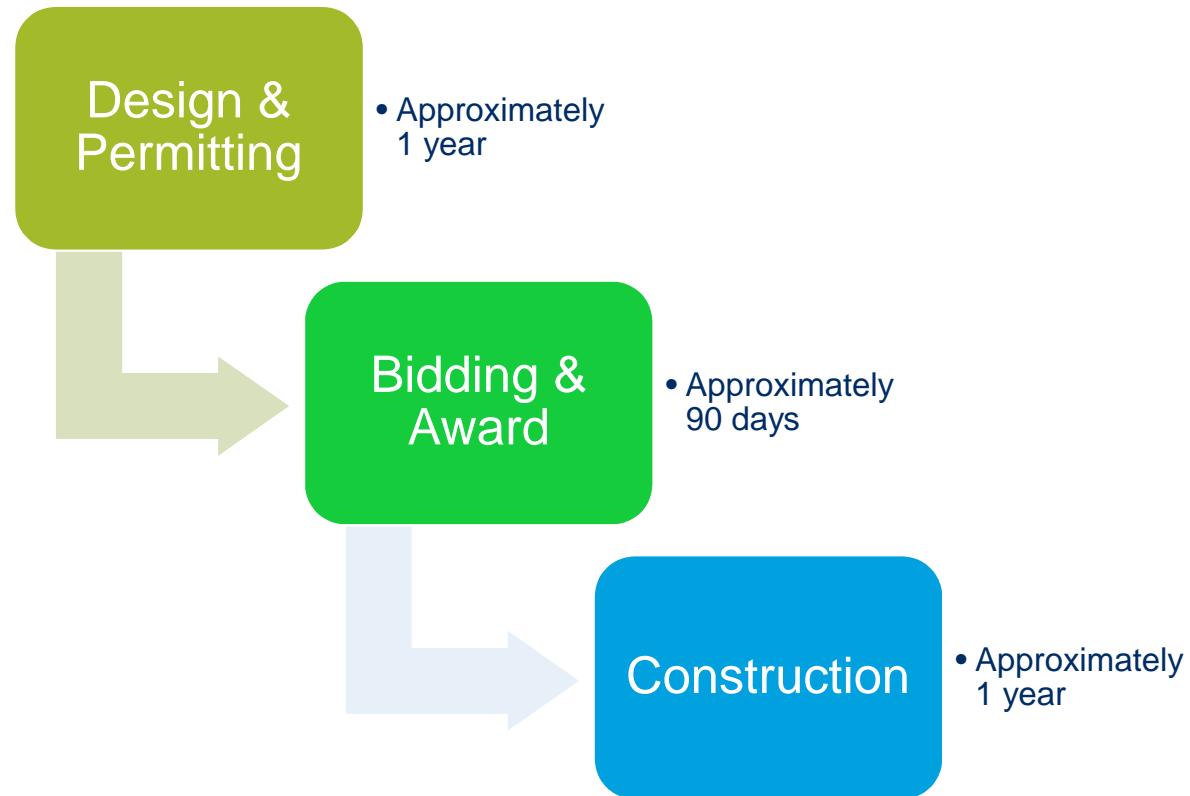 Design &
Permitting
• Approximately
1 year
Bidding &
Award
• Approximately
90 days
Construction
• Approximately
1 year